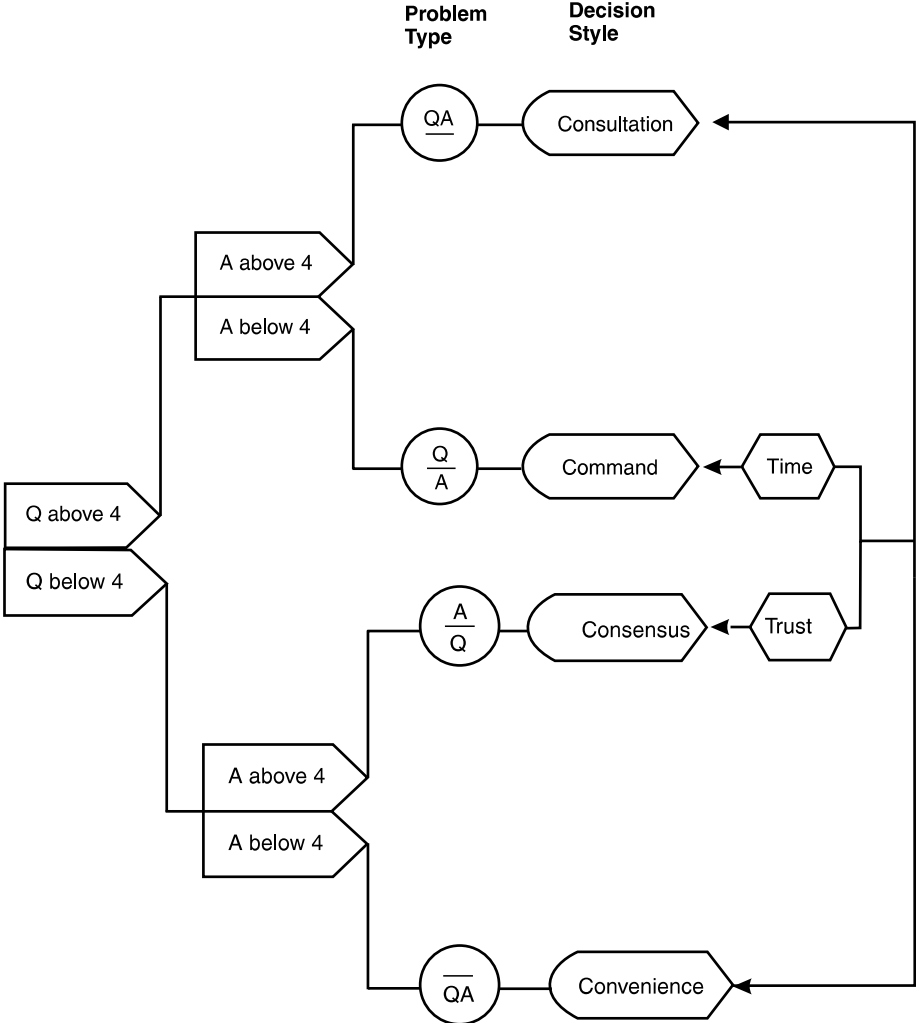 Problem
Type
Decision
Style
QA
Consultation
A above 4
A below 4
Q
A
Command
Time
Q above 4
Q below 4
A
Q
Consensus
Trust
A above 4
A below 4
QA
Convenience